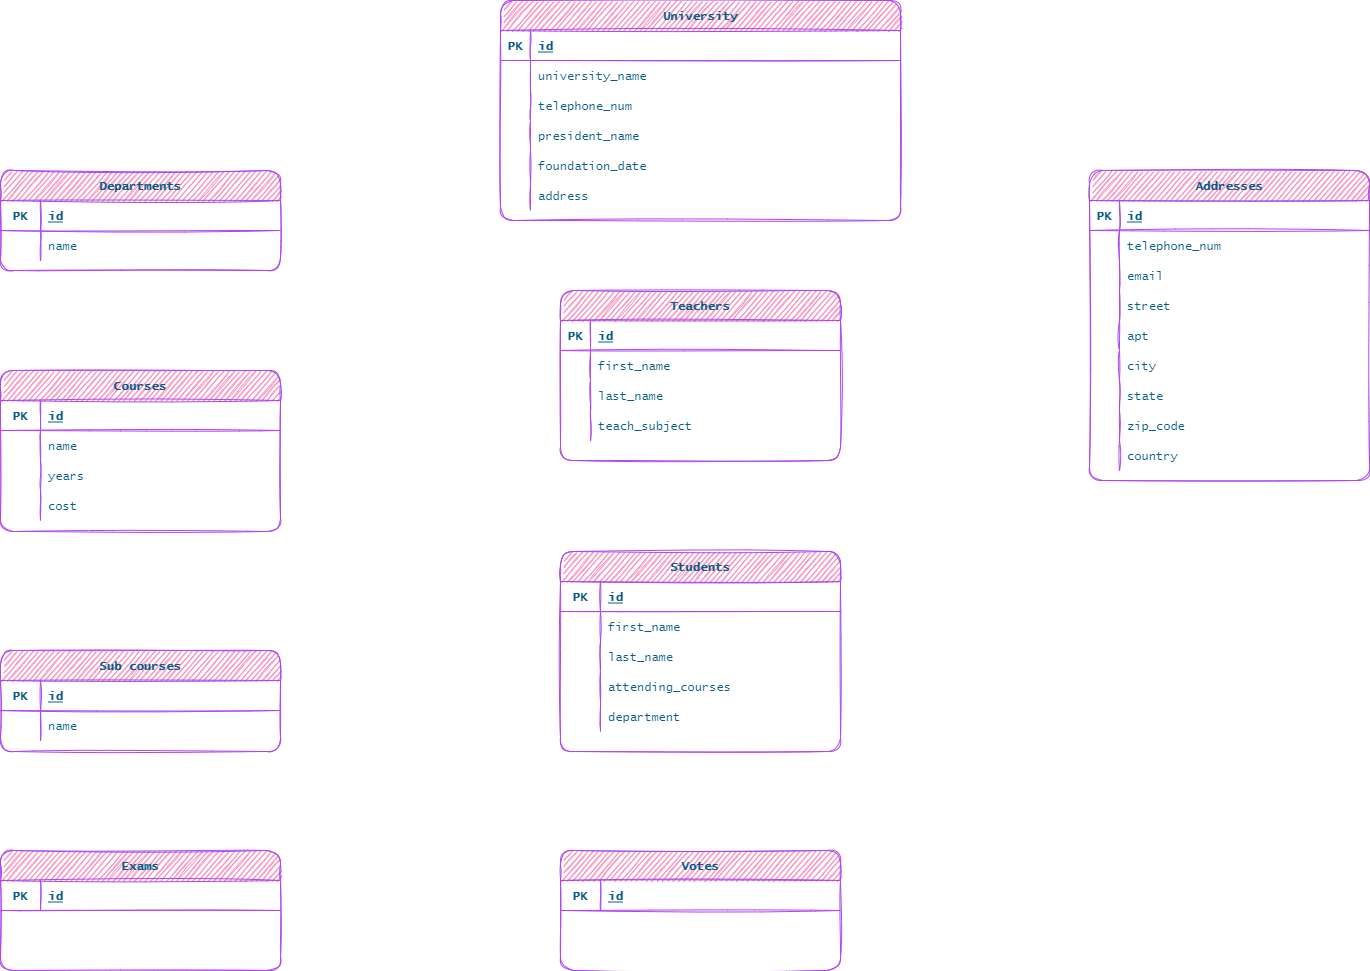 University
PK id
university_name
telephone_num
president_name
foundation_date
address
Departments
PK id
name
Addresses
PK id
telephone_num
email
street
apt
city
state
zip_code
country
Teachers
PK id
first_name
last_name
teach_subject
Courses
PK id
name
years
cost
Students
PK id
first_name
last_name
attending_courses
department
Sub courses
PK id
name
Exams
PK id
Votes
PK id